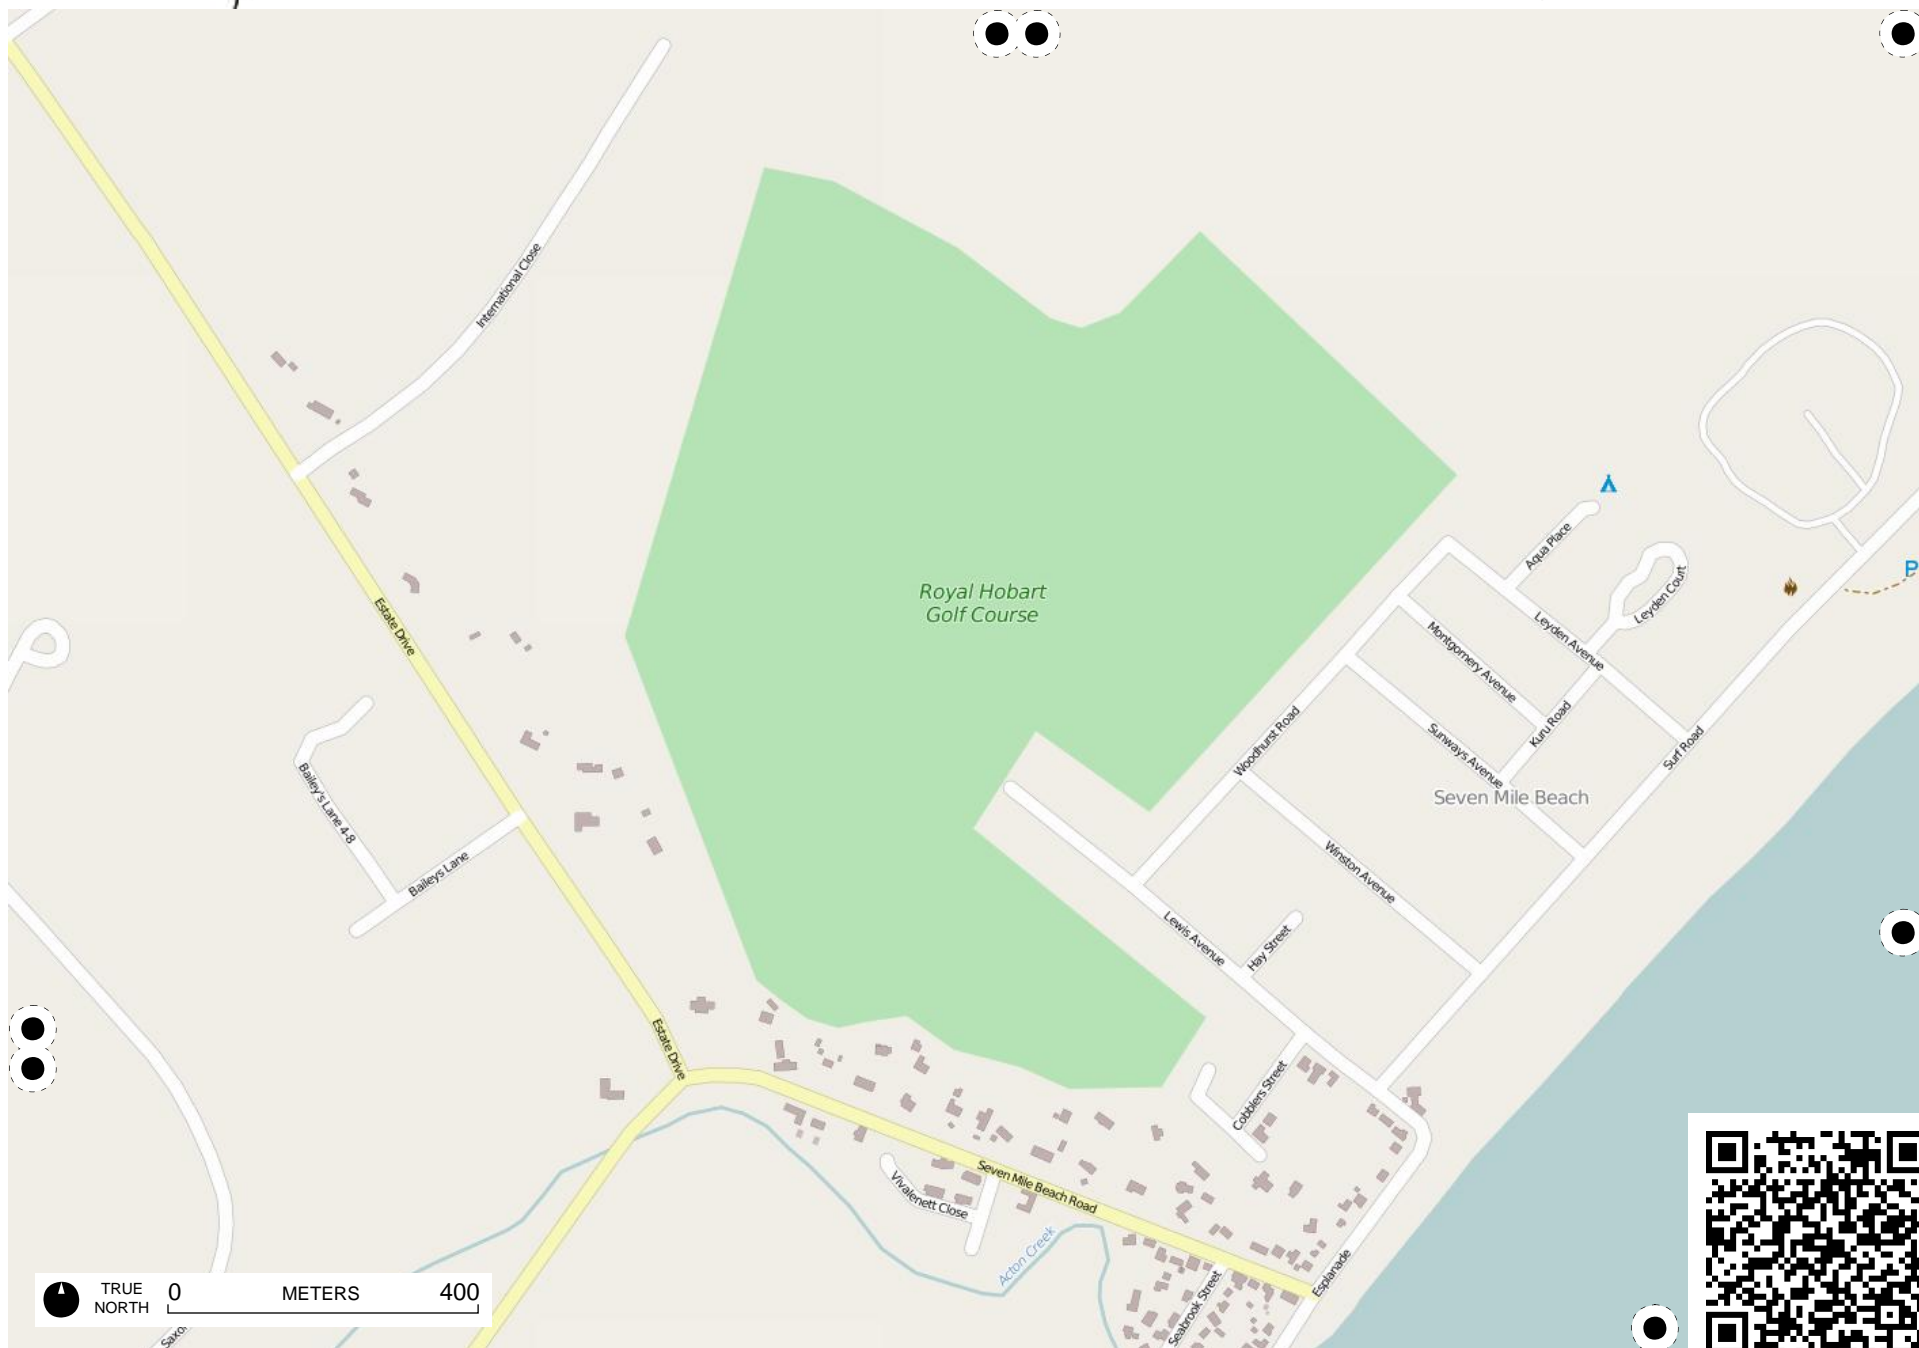 International Close
Estate Drive
Royal Hobart
Golf Course
Aqua Place
Leyden Court
Leyden Avenue
Montgomery Avenue
Kuru Road
Sunways Avenue
Surf Road
Woodhurst Road
Seven Mile Beach
P
Bailey's Lane 4-8
Baileys Lane
Winston Avenue
Lewis Avenue
Hay Street
Estate Drive
Cobblers Street
Seven Mile Beach Road
Vivalenett Close
Acton Creek
Esplanade
Seabrook Street
TRUE
NORTH
0 METERS 400